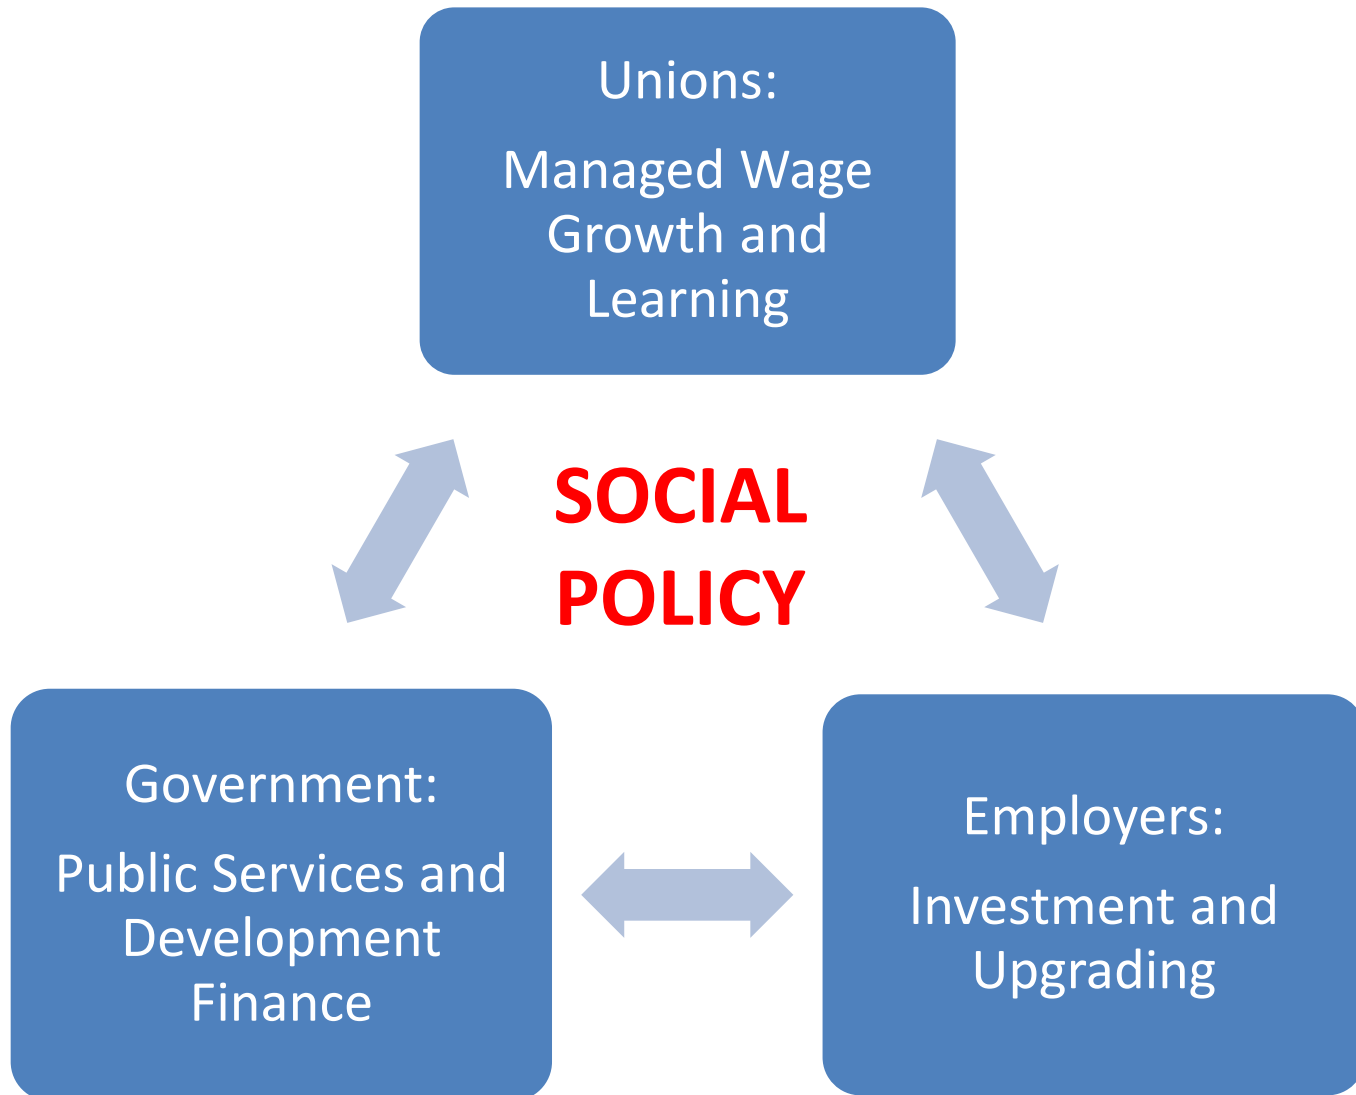 Unions:
Managed Wage
Growth and
Learning
SOCIAL
POLICY
Government:
Public Services and
Development
Finance
Employers:
Investment and
Upgrading